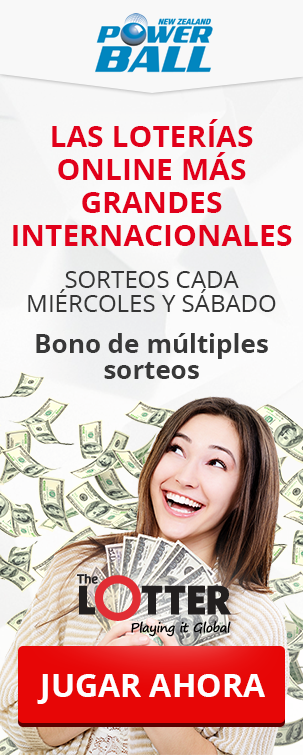 NEW ZEALAND
POWER
BALL
LAS LOTERÍAS
ONLINE MÁS
GRANDES
INTERNACIONALES
SORTEOS CADA
MIÉRCOLES Y SÁBADO
Bono de múltiples
sorteos
The
LOTTER
Playing it Global
JUGAR AHORA